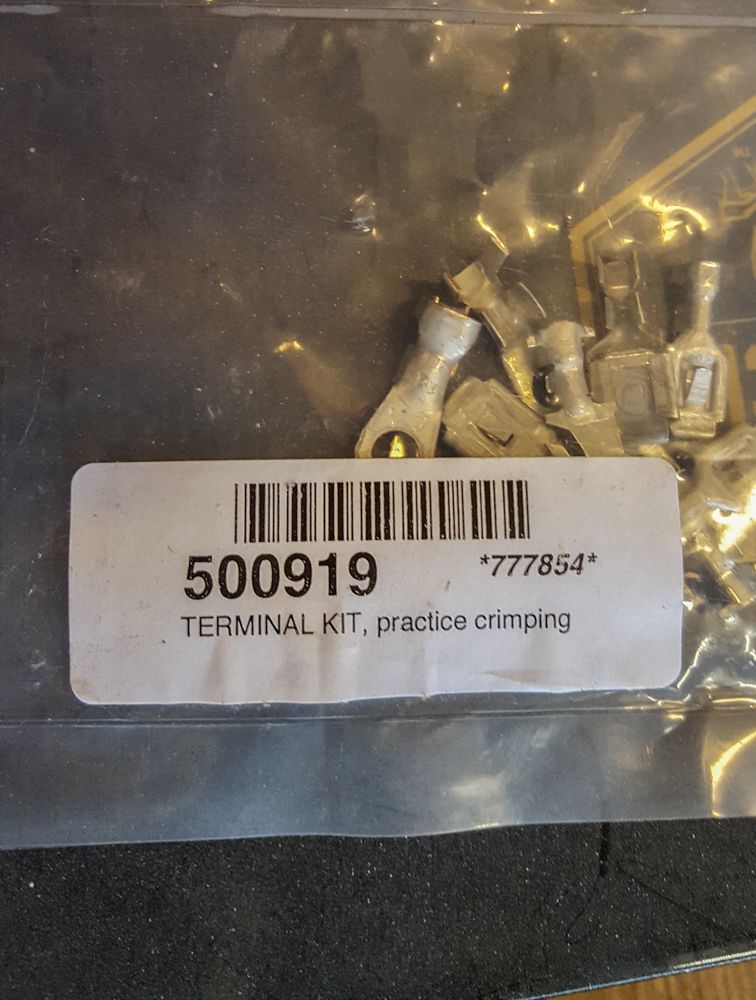 500919 *777854*
TERMINAL KIT, practice crimping